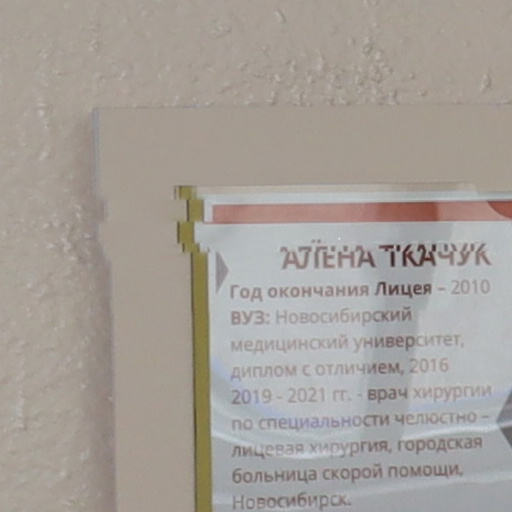 АЛЁНА ТКАЧУК
Год окончания Лицея – 2010
ВУЗ: Новосибирский
медицинский университет,
диплом с отличием, 2016
2019 - 2021 гг. - врач хирургии
по специальности челюстно –
лицевая хирургия, городская
больница скорой помощи,
Новосибирск.